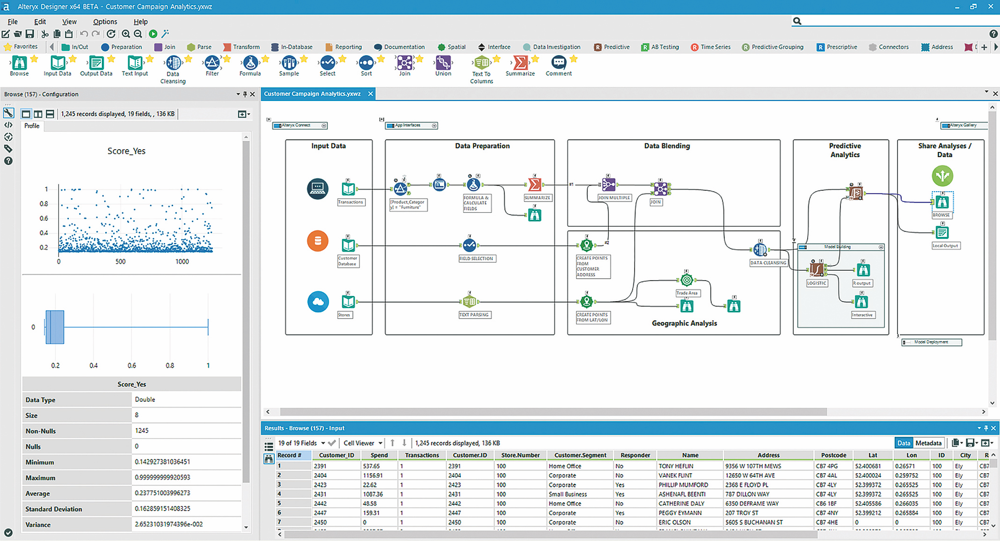 a Alteryx Designer x64 BETA - Customer Campaign Analytics.yxwz
File Edit View Options Help
Favorites In/Out Preparation Join Parse Transform In-Database Reporting Documentation Spatial Interface Data Investigation Predictive AB Testing Time Series Predictive Grouping Prescriptive Connectors Address
Browse Input Data Output Data Text Input Data Cleansing Filter Formula Sample Select Sort Join Union Text To Columns Summarize Comment
Browse (157) - Configuration
1,245 records displayed, 19 fields, , 136 KB
Profile
Score_Yes
1
0.8
0.6
0.4
0.2
0 500 1000
0
0.2 0.4 0.6 0.8 1
Score_Yes
Data Type Double
Size 8
Non-Nulls 1245
Nulls 0
Minimum 0.142927381036451
Maximum 0.999999999920593
Average 0.237751003996273
Standard Deviation 0.162859151408325
Variance 2.65231031974396e-002
Customer Campaign Analytics.yxwz
Alteryx Connect
App Interfaces
Alteryx Gallery
Input Data
Transactions
Customer
Database
Stores
Data Preparation
[Product_Categor
y] = "Furniture"
FORMULA &
CALCULATE
FIELDS
SUMMARIZE
FIELD SELECTION
TEXT PARSING
Data Blending
#1
JOIN MULTIPLE
JOIN
#2
CREATE POINTS
FROM
CUSTOMER
ADDRESS
DATA CLEANSING
Trade Area
CREATE POINTS
FROM LAT/LON
Geographic Analysis
Predictive
Analytics
Model Building
LOGISTIC
R output
Interactive
Share Analyses /
Data
BROWSE
Local Output
Model Deployment
Results - Browse (157) - Input
19 of 19 Fields Cell Viewer 1,245 records displayed, 136 KB Data Metadata
Record # Customer_ID Spend Transactions Customer.ID Store.Number Customer.Segment Responder Name Address Postcode Lat Lon ID City R
1 2391 537.65 1 2391 100 Home Office No TONY HEFLIN 9356 W 107TH MEWS CB7 4PG 52.400681 0.26571 100 Ely CB7
2 2404 1156.91 1 2404 100 Corporate No VANEK FLINT 12650 W 64TH AVE CB7 4AL 52.400024 0.259752 100 Ely CB7
3 2423 22.62 1 2423 100 Corporate Yes PHILLIP MUMFORD 2368 E FLOYD PL CB7 4LY 52.399372 0.265525 100 Ely CB7
4 2431 1087.36 1 2431 100 Small Business Yes ASHENAFL BEENTI 787 DILLON WAY CB7 4LY 52.399372 0.265525 100 Ely CB7
5 2442 48.58 1 2442 100 Home Office No CATHERINE DALY 6350 DEFRAME WAY CB6 1BF 52.405586 0.266035 100 Ely CB7
6 2447 159.31 1 2447 100 Corporate Yes PEGGY EYMANN 207 TROY ST CB7 4NY 52.399212 0.265884 100 Ely CB7
7 2450 0 1 2450 100 Corporate No ERIC OLSON 5605 S BUCHANAN ST CB7 4HE 0 0 100 Ely CB7